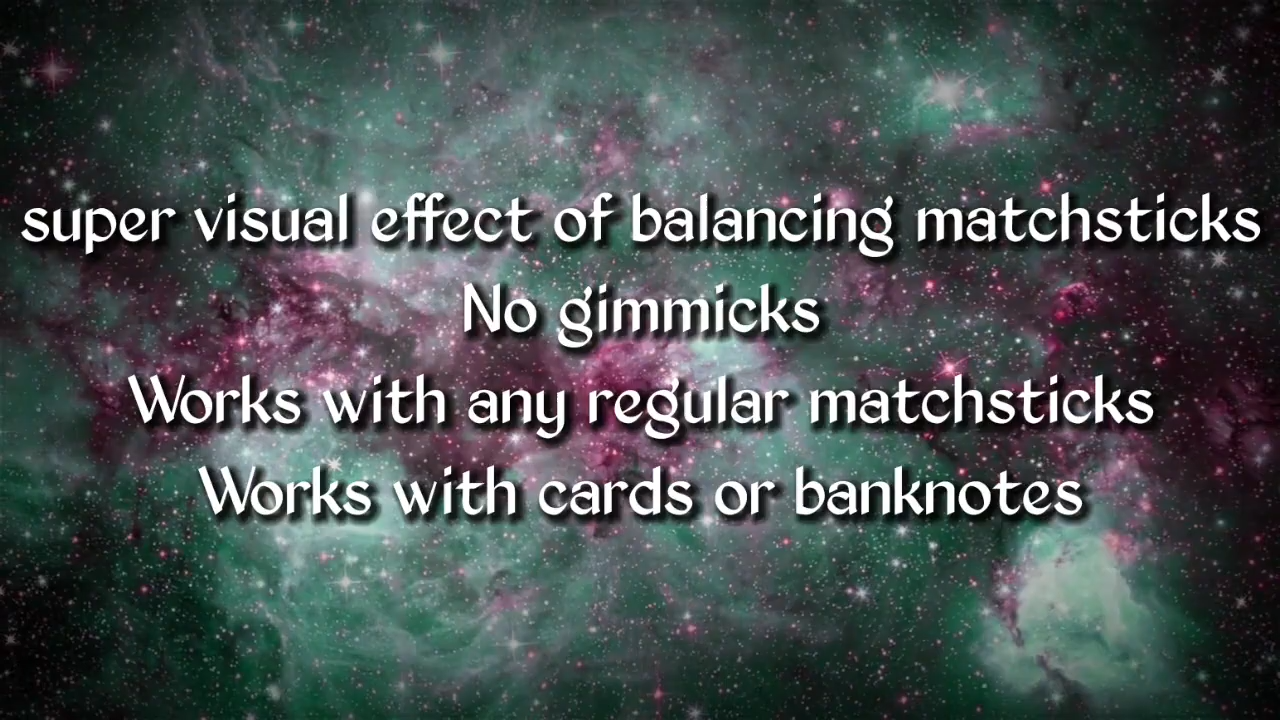 super visual effect of balancing matchsticks
No gimmicks
Works with any regular matchsticks
Works with cards or banknotes